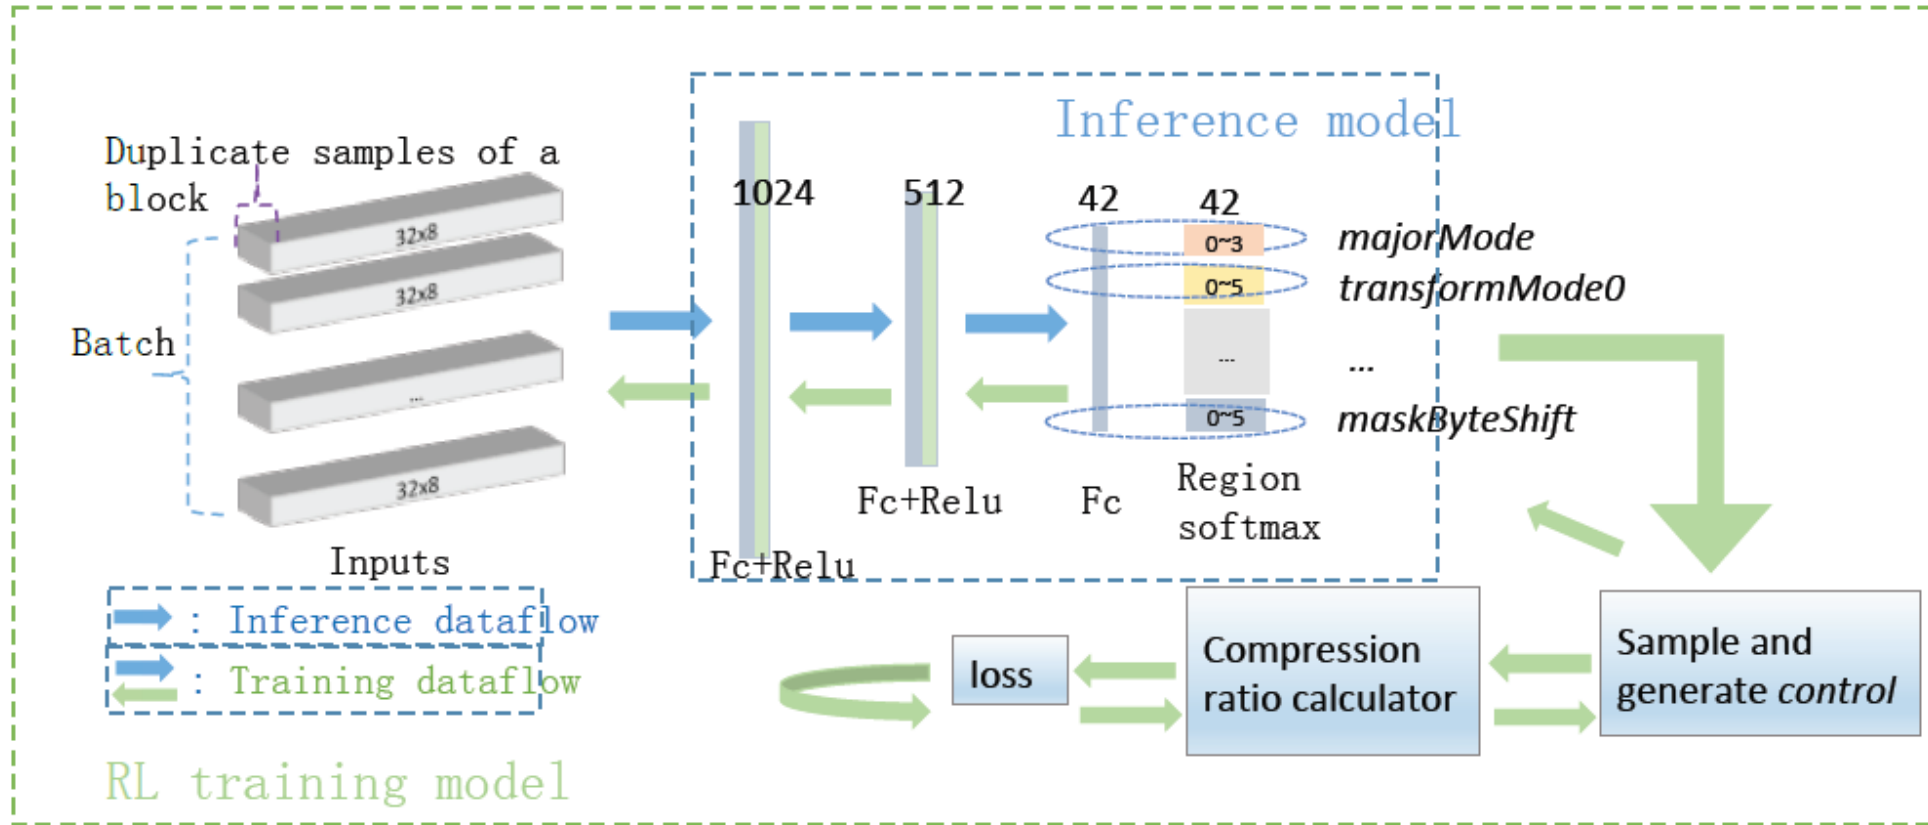 Inference model
Duplicate samples of a
block
1024
512
42
42
32x8
0~3
majorMode
32x8
0~5
transformMode0
Batch
...
...
...
0~5
maskByteShift
32x8
Fc+Relu
Fc
Region
softmax
Inputs
Fc+Relu
: Inference dataflow
: Training dataflow
loss
Compression
ratio calculator
Sample and
generate control
RL training model